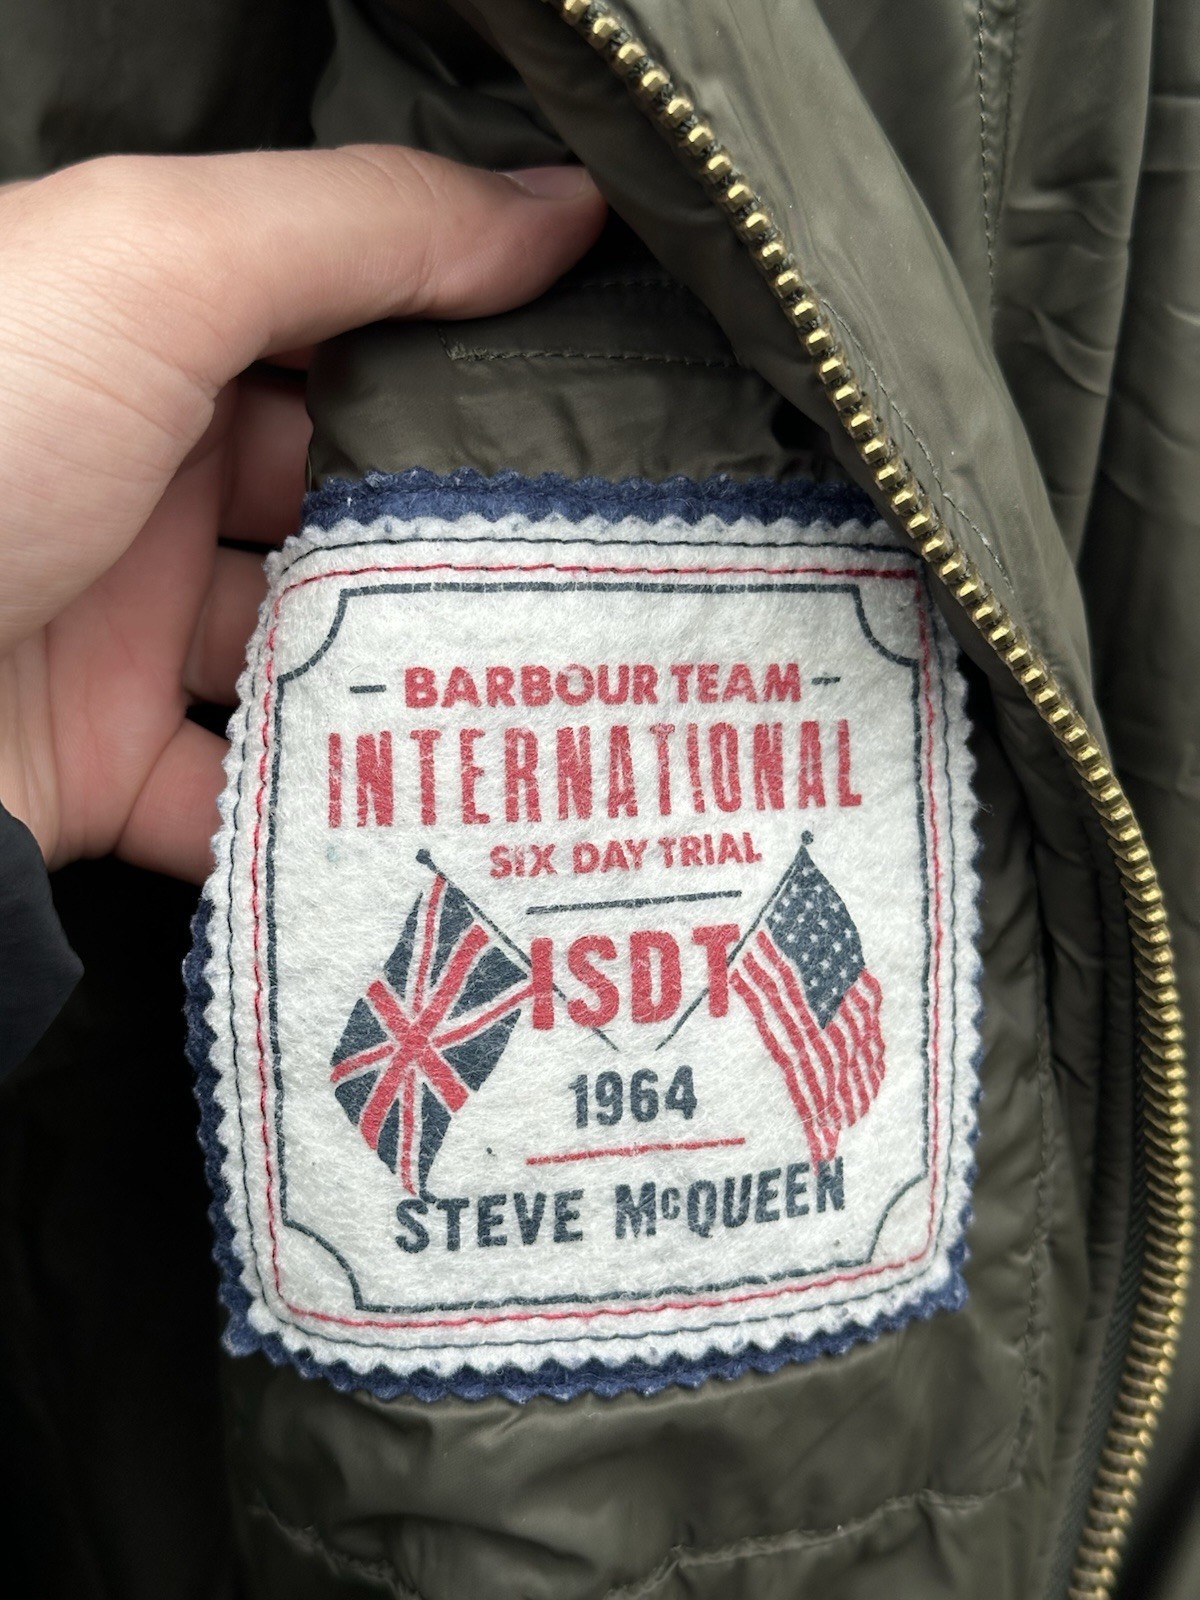 - BARBOUR TEAM -
INTERNATIONAL
SIX DAY TRIAL
ISDT
1964
STEVE McQUEEN